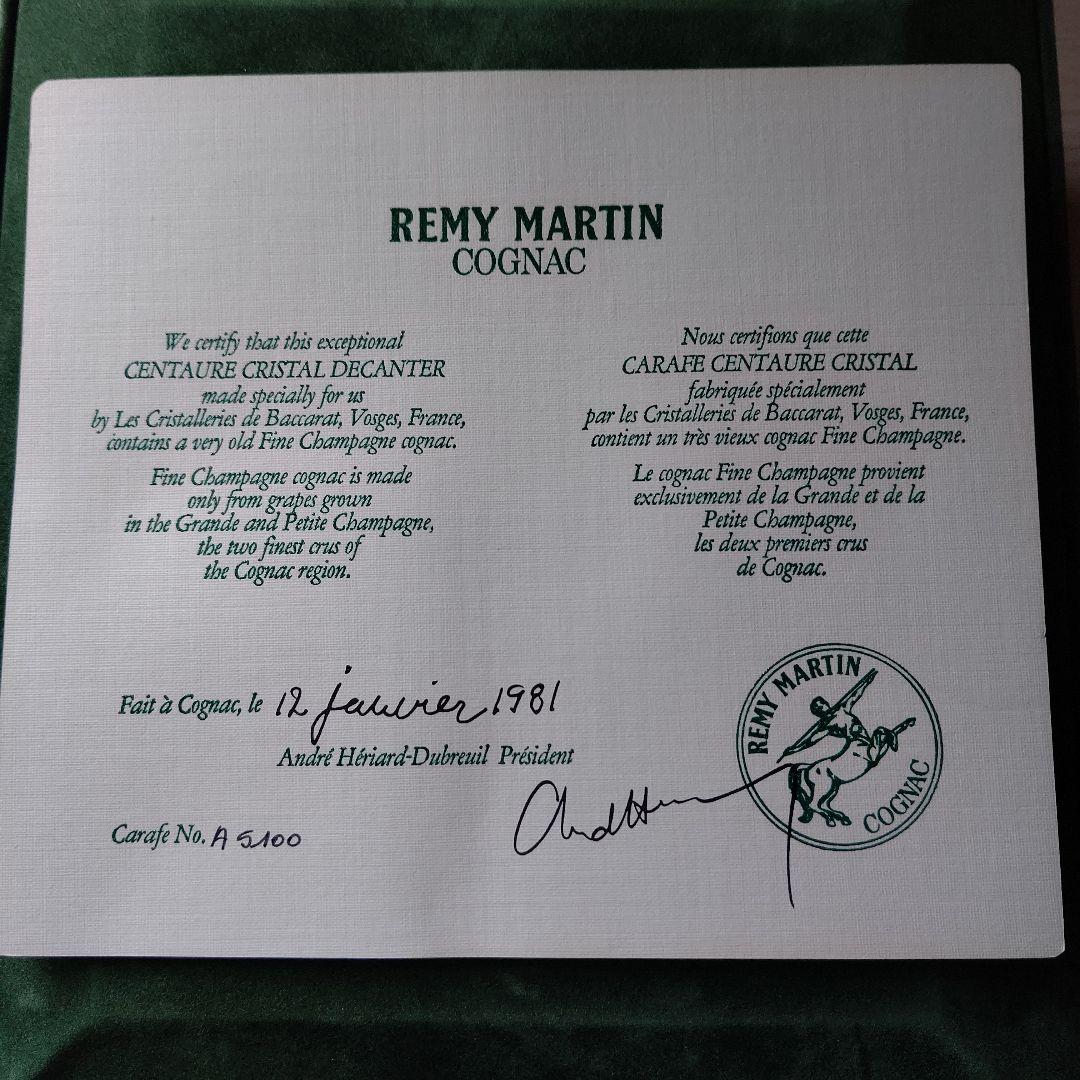 REMY MARTIN
COGNAC
We certify that this exceptional
CENTAURE CRISTAL DECANTER
made specially for us
by Les Cristalleries de Baccarat, Vosges, France,
contains a very old Fine Champagne cognac.
Fine Champagne cognac is made
only from grapes grown
in the Grande and Petite Champagne,
the two finest crus of
the Cognac region.
Nous certifions que cette
CARAFE CENTAURE CRISTAL
fabriquée spécialement
par les Cristalleries de Baccarat, Vosges, France,
contient un très vieux cognac Fine Champagne.
Le cognac Fine Champagne provient
exclusivement de la Grande et de la
Petite Champagne,
les deux premiers crus
de Cognac.
Fait à Cognac, le 12 janvier 1981
André Hériard-Dubreuil Président
Carafe No. A 5100
REMY MARTIN
COGNAC